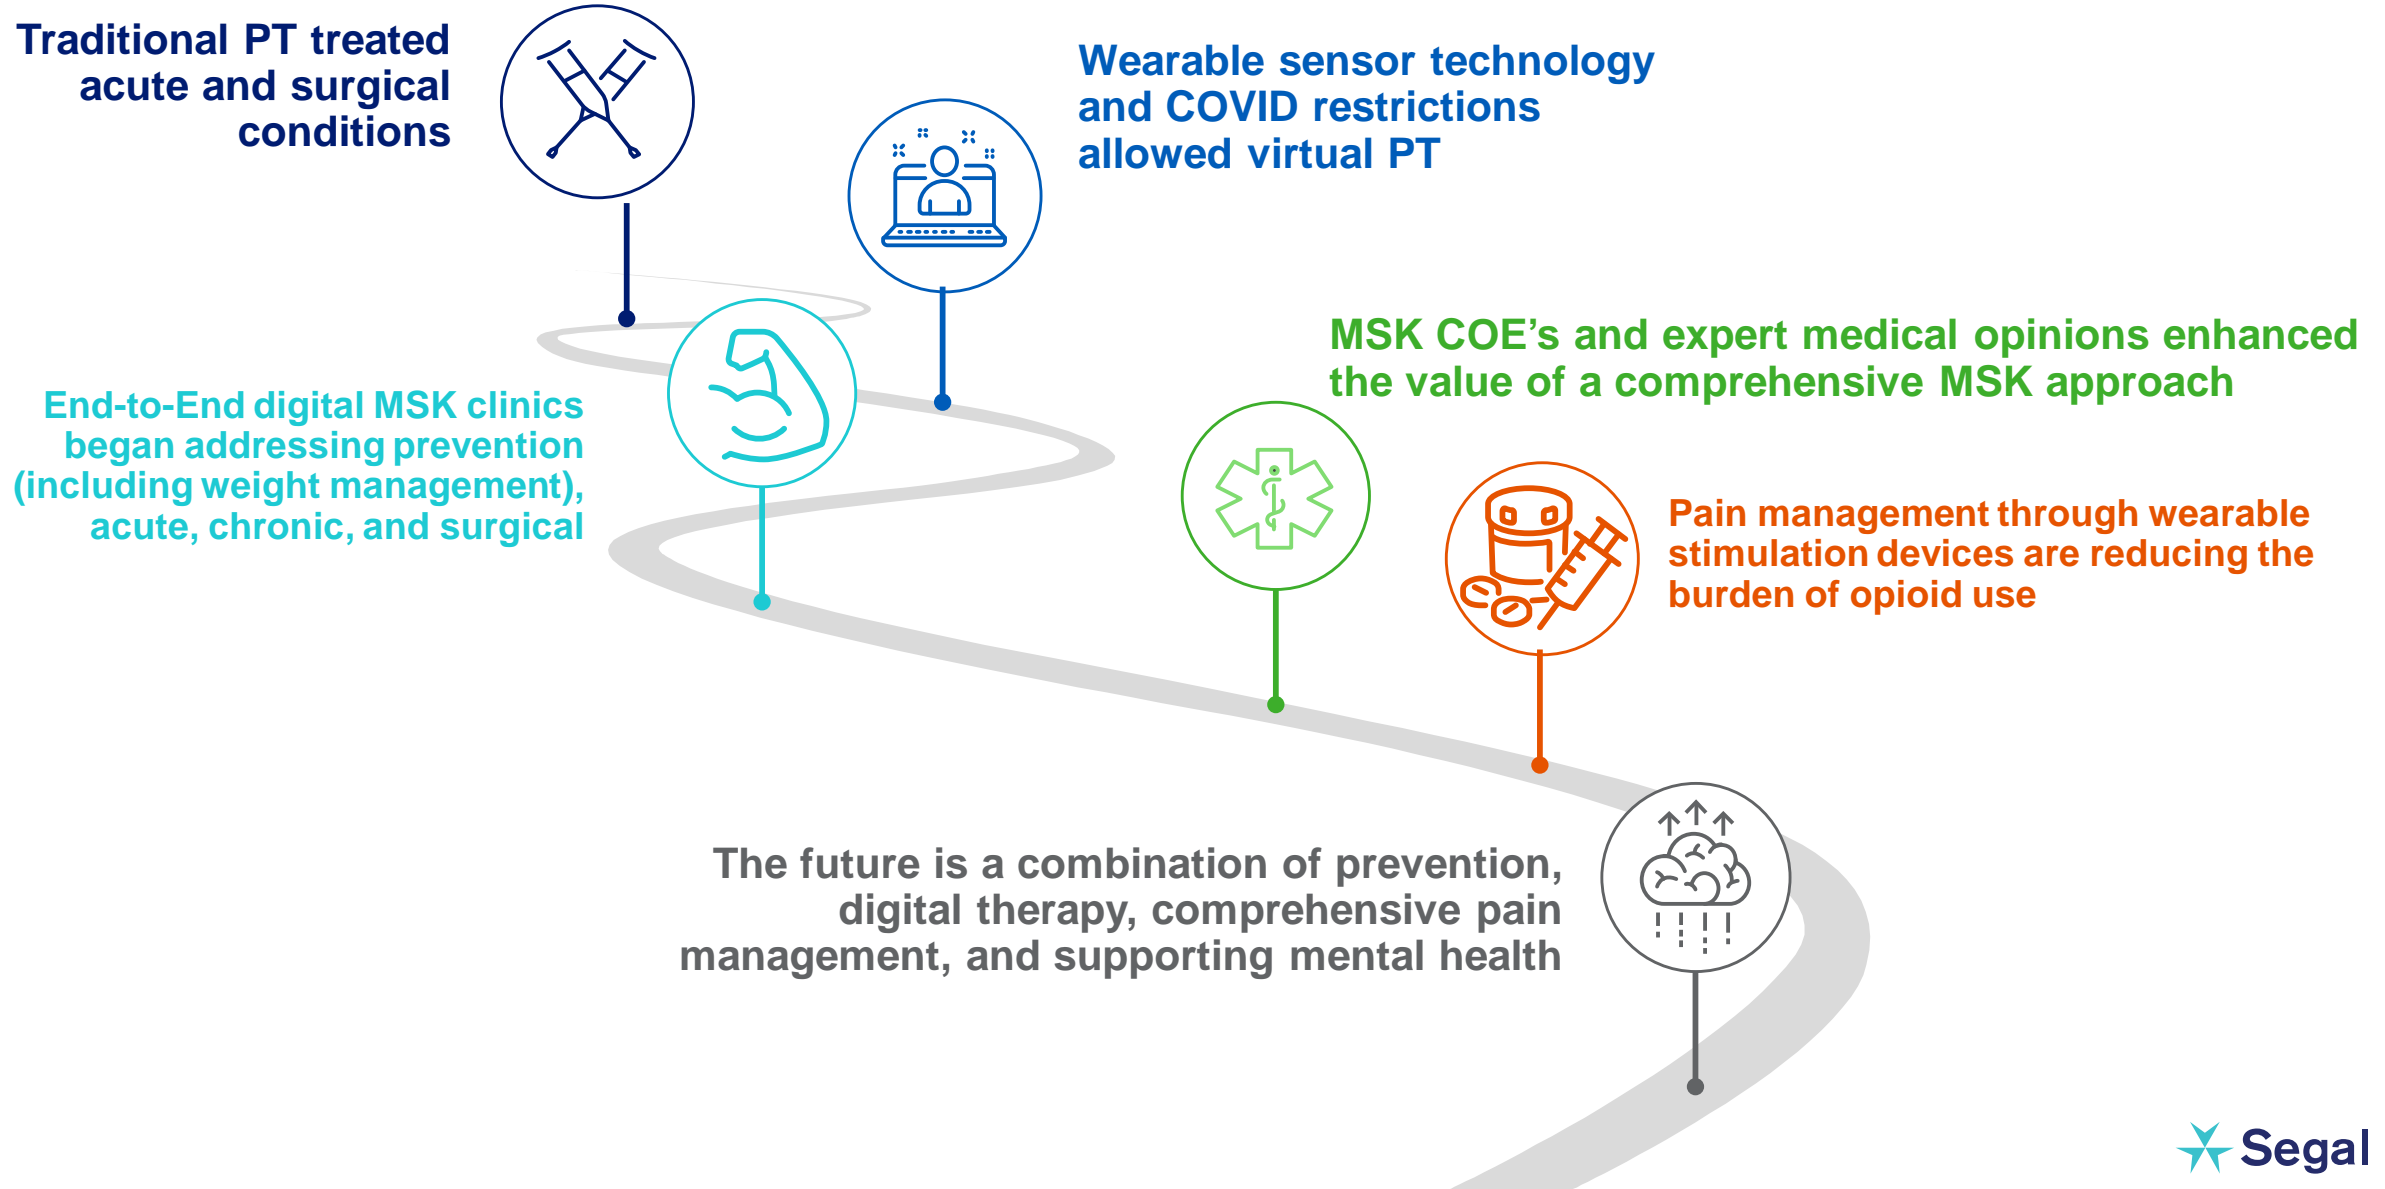 Traditional PT treated
acute and surgical
conditions
Wearable sensor technology
and COVID restrictions
allowed virtual PT
End-to-End digital MSK clinics
began addressing prevention
(including weight management),
acute, chronic, and surgical
MSK COE’s and expert medical opinions enhanced
the value of a comprehensive MSK approach
Pain management through wearable
stimulation devices are reducing the
burden of opioid use
The future is a combination of prevention,
digital therapy, comprehensive pain
management, and supporting mental health
Segal